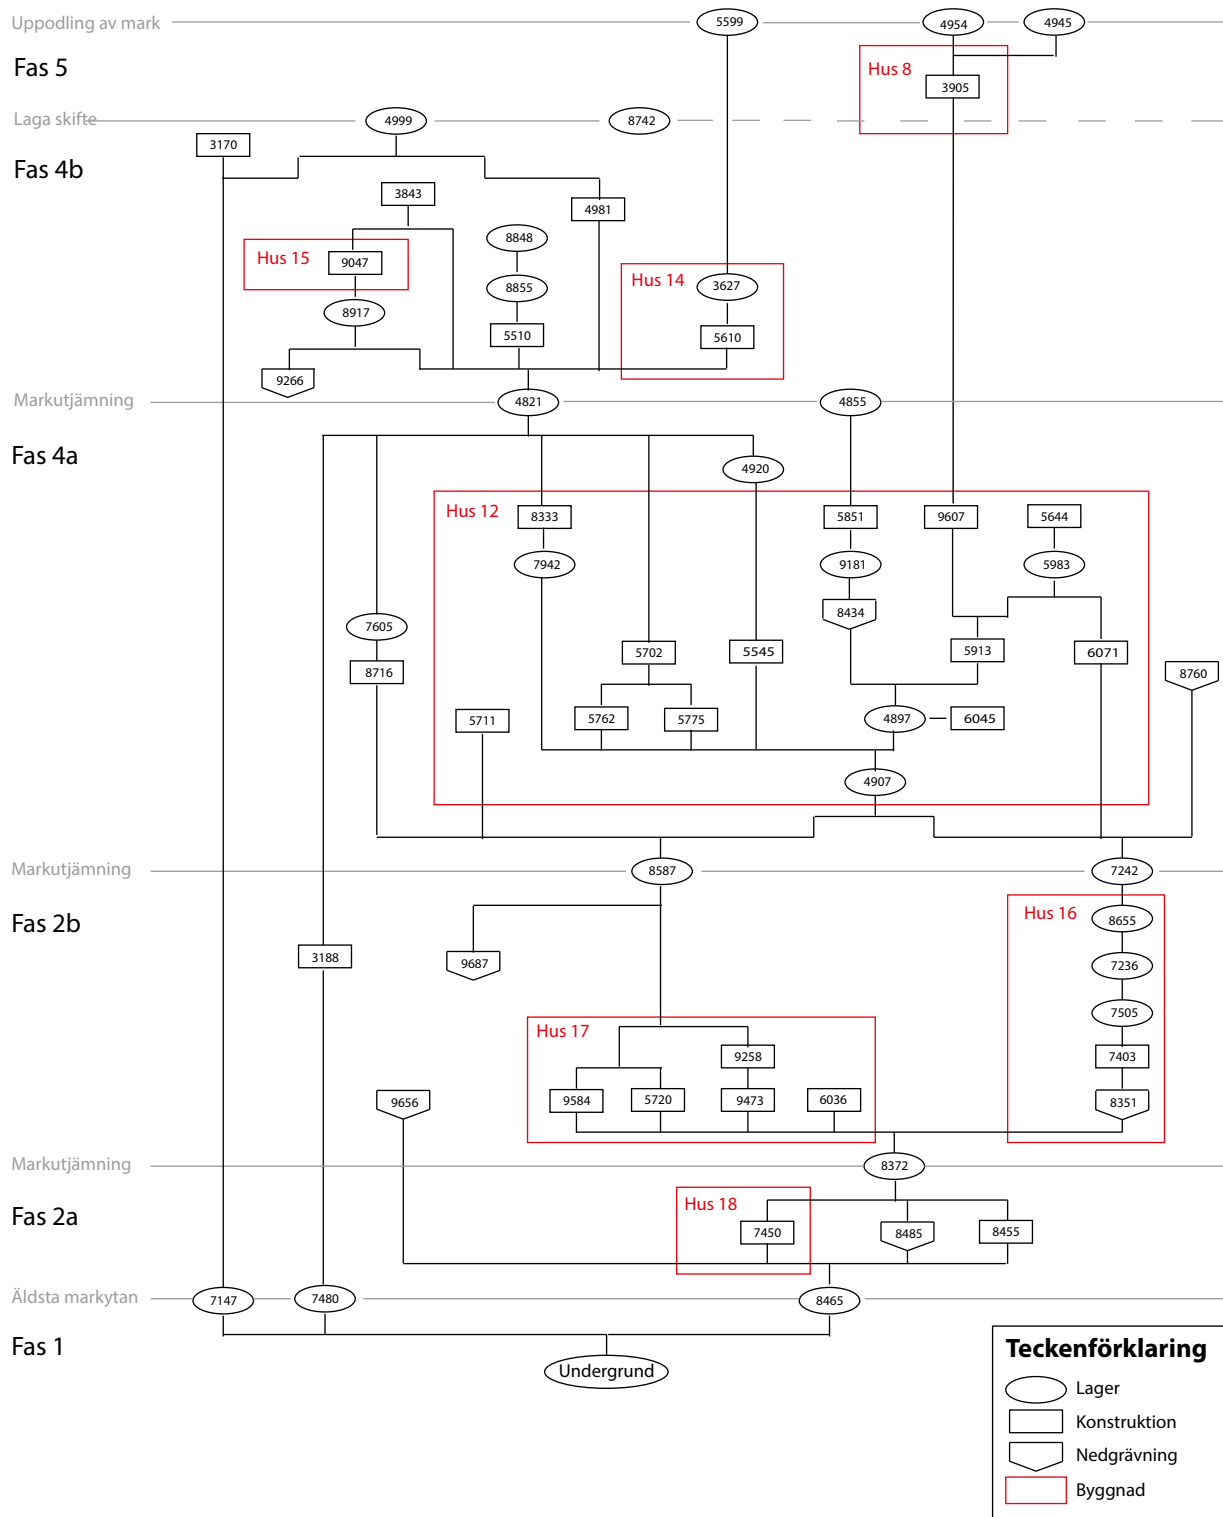 Uppodling av mark
5599
4954
4945
Fas 5
Hus 8
3905
Laga skifte
4999
8742
3170
Fas 4b
3843
4981
8848
Hus 15
9047
Hus 14
8855
3627
8917
5510
5610
9266
Markutjämning
4821
4855
Fas 4a
4920
Hus 12
8333
5851
9607
5644
7942
9181
5983
8434
7605
5702
5545
5913
6071
8716
8760
5711
5762
5775
4897
6045
4907
Markutjämning
8587
7242
Fas 2b
Hus 16
8655
3188
9687
7236
7505
Hus 17
9258
7403
9656
9584
5720
9473
6036
8351
Markutjämning
8372
Fas 2a
Hus 18
7450
8485
8455
Äldsta markytan
7147
7480
8465
Fas 1
Undergrund
Teckenförklaring
Lager
Konstruktion
Nedgrävning
Byggnad